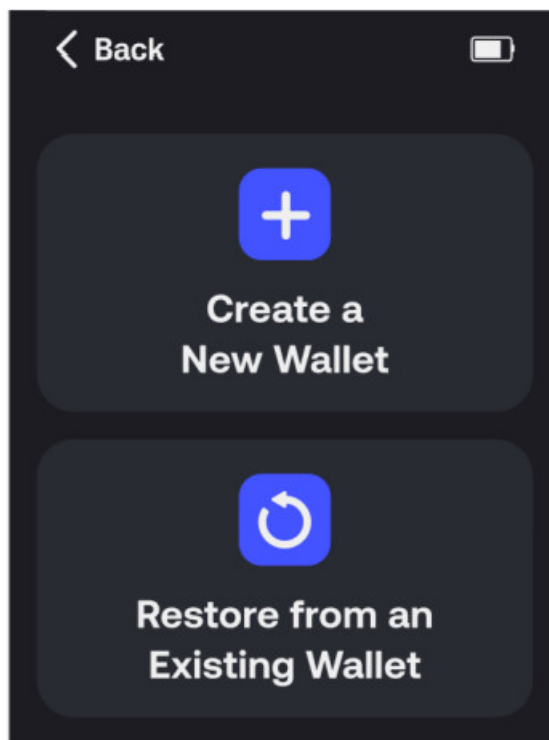 Back
Create a
New Wallet
Restore from an
Existing Wallet